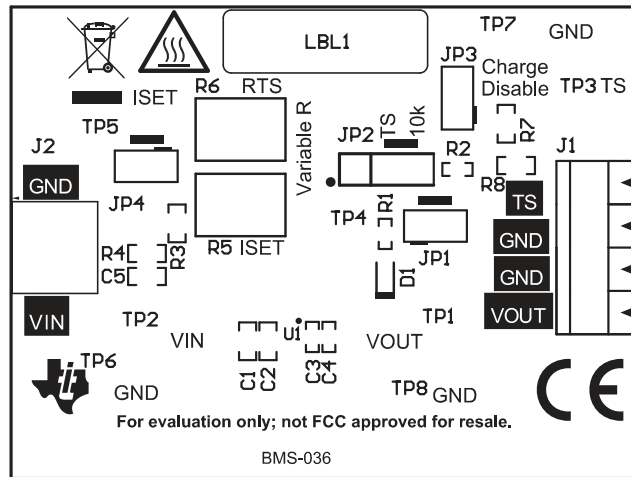 TP7
GND
LBL1
R6
RTS
JP3
Charge
Disable
TP3 TS
ISET
TP5
Variable R
TS
10k
JP2
R2
R7
J1
J2
GND
JP4
R8
TS
TP4
R1
GND
R4
C5
R3
R5 ISET
JP1
D1
GND
VIN
TP2
VIN
U1
VOUT
TP1
VOUT
TP6
GND
C1
C2
C3
C4
TP8 GND
CE
For evaluation only; not FCC approved for resale.
BMS-036